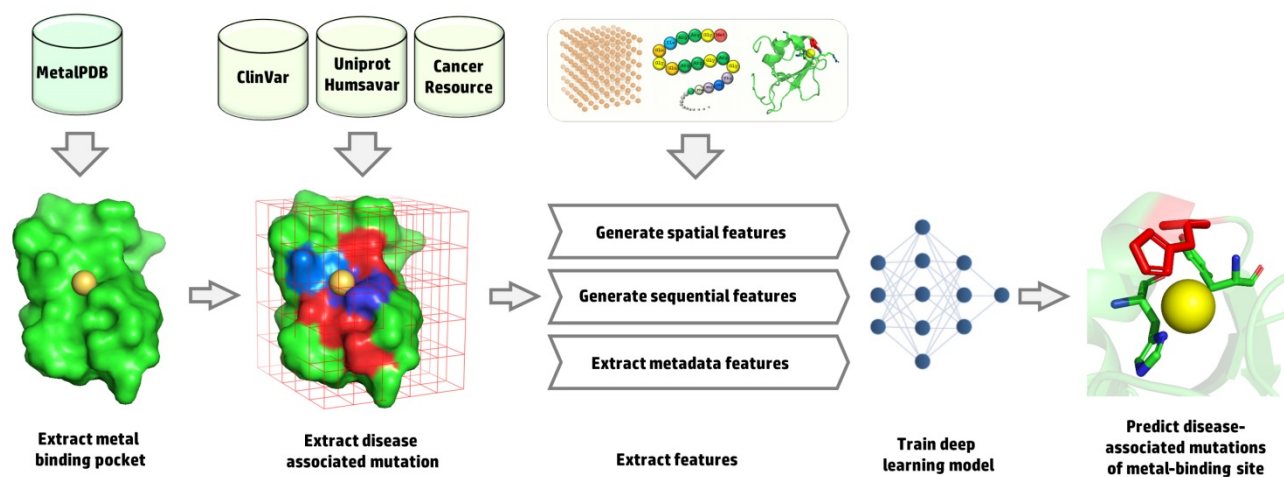 MetalPDB
ClinVar
Uniprot
Humsavar
Cancer
Resource
Generate spatial features
Generate sequential features
Extract metadata features
Extract metal
binding pocket
Extract disease
associated mutation
Extract features
Train deep
learning model
Predict disease-
associated mutations
of metal-binding site